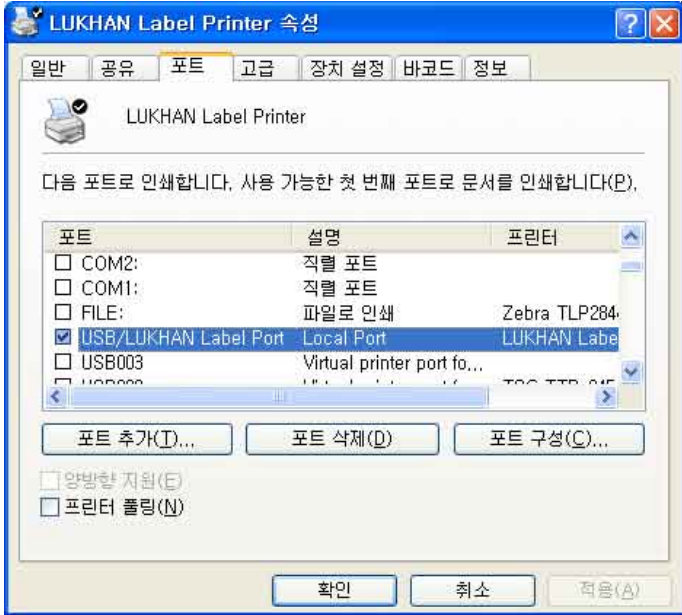 LUKHAN Label Printer 속성
일반 공유 포트 고급 장치 설정 바코드 정보
LUKHAN Label Printer
다음 포트로 인쇄합니다. 사용 가능한 첫 번째 포트로 문서를 인쇄합니다(P).
포트 설명 프린터
COM2: 직렬 포트
COM1: 직렬 포트
FILE: 파일로 인쇄 Zebra TLP284
USB/LUKHAN Label Port Local Port LUKHAN Labe
USB003 Virtual printer port fo...
포트 추가(T)... 포트 삭제(D) 포트 구성(C)...
양방향 지원(E)
프린터 풀링(N)
확인 취소 적용(A)